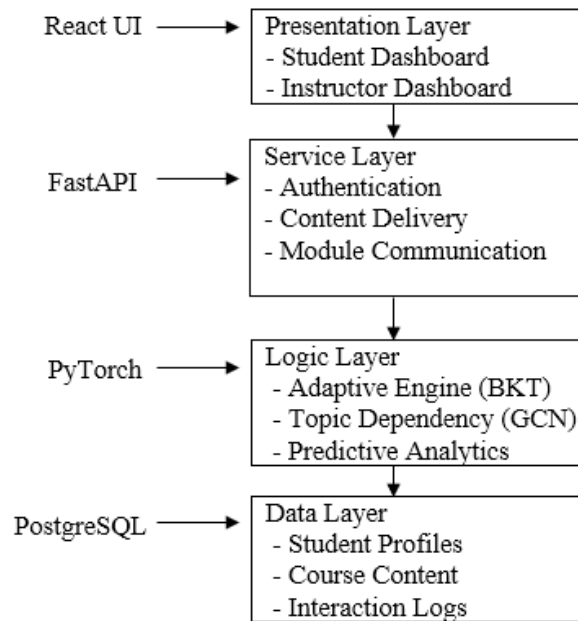 React UI
Presentation Layer
- Student Dashboard
- Instructor Dashboard
FastAPI
Service Layer
- Authentication
- Content Delivery
- Module Communication
PyTorch
Logic Layer
- Adaptive Engine (BKT)
- Topic Dependency (GCN)
- Predictive Analytics
PostgreSQL
Data Layer
- Student Profiles
- Course Content
- Interaction Logs